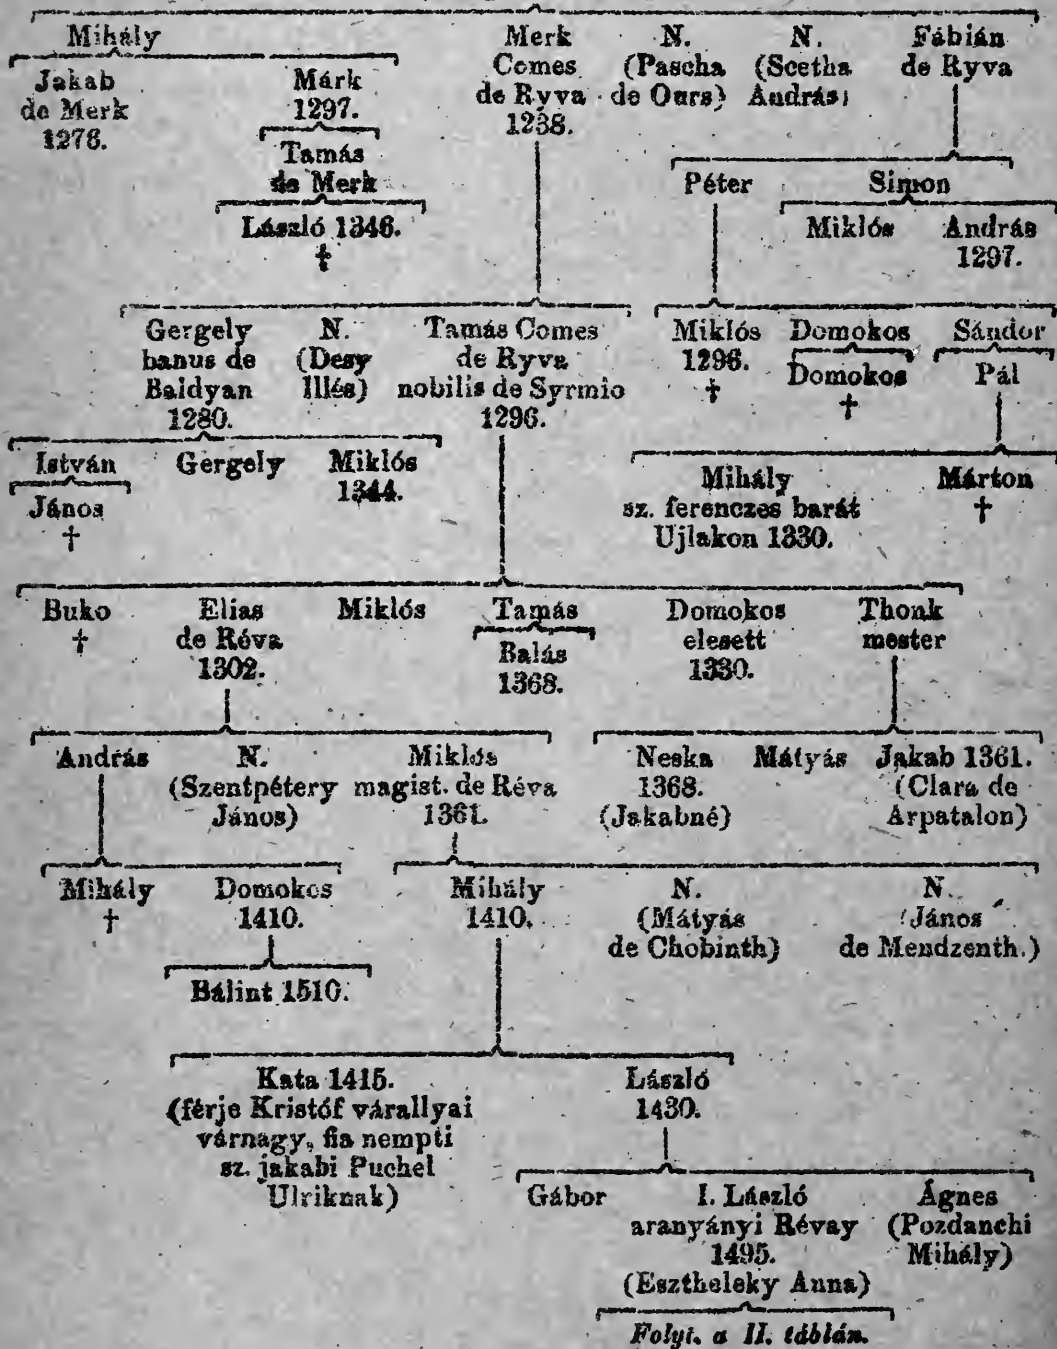 Mihály
Jakab
de Merk
1276.
Márk
1297.
Tamás
de Merk
László 1346.
†
Merk
Comes
de Ryva
1238.
N.
(Pascha
de Ours)
N.
(Scetha
András)
Fábián
de Ryva
Péter
Simon
Miklós
András
1297.
Gergely
banus de
Baidyan
1280.
N.
(Desy
Illés)
Tamás Comes
de Ryva
nobilis de Syrmio
1296.
Miklós
1296.
†
Domokos
Domokos
†
Sándor
Pál
István
János
†
Gergely
Miklós
1344.
Mihály
sz. ferenczes barát
Ujlakon 1330.
Márton
†
Buko
†
Elias
de Réva
1302.
Miklós
Tamás
Balás
1368.
Domokos
elesett
1330.
Thonk
mester
András
N.
(Szentpétery
János)
Miklós
magist. de Réva
1361.
Neska
1368.
(Jakabné)
Mátyás
Jakab 1361.
(Clara de
Arpatalon)
Mihály
†
Domokos
1410.
Bálint 1510.
Mihály
1410.
N.
(Mátyás
de Chobinth)
N.
(János
de Mendzenth.)
Kata 1415.
(férje Kristóf várallyai
várnagy, fia nempti
sz. jakabi Puchel
Ulriknak)
László
1430.
Gábor
I. László
aranyányi Révay
1495.
(Esztheleky Anna)
Ágnes
(Pozdanchi
Mihály)
Folyt. a II. táblán.